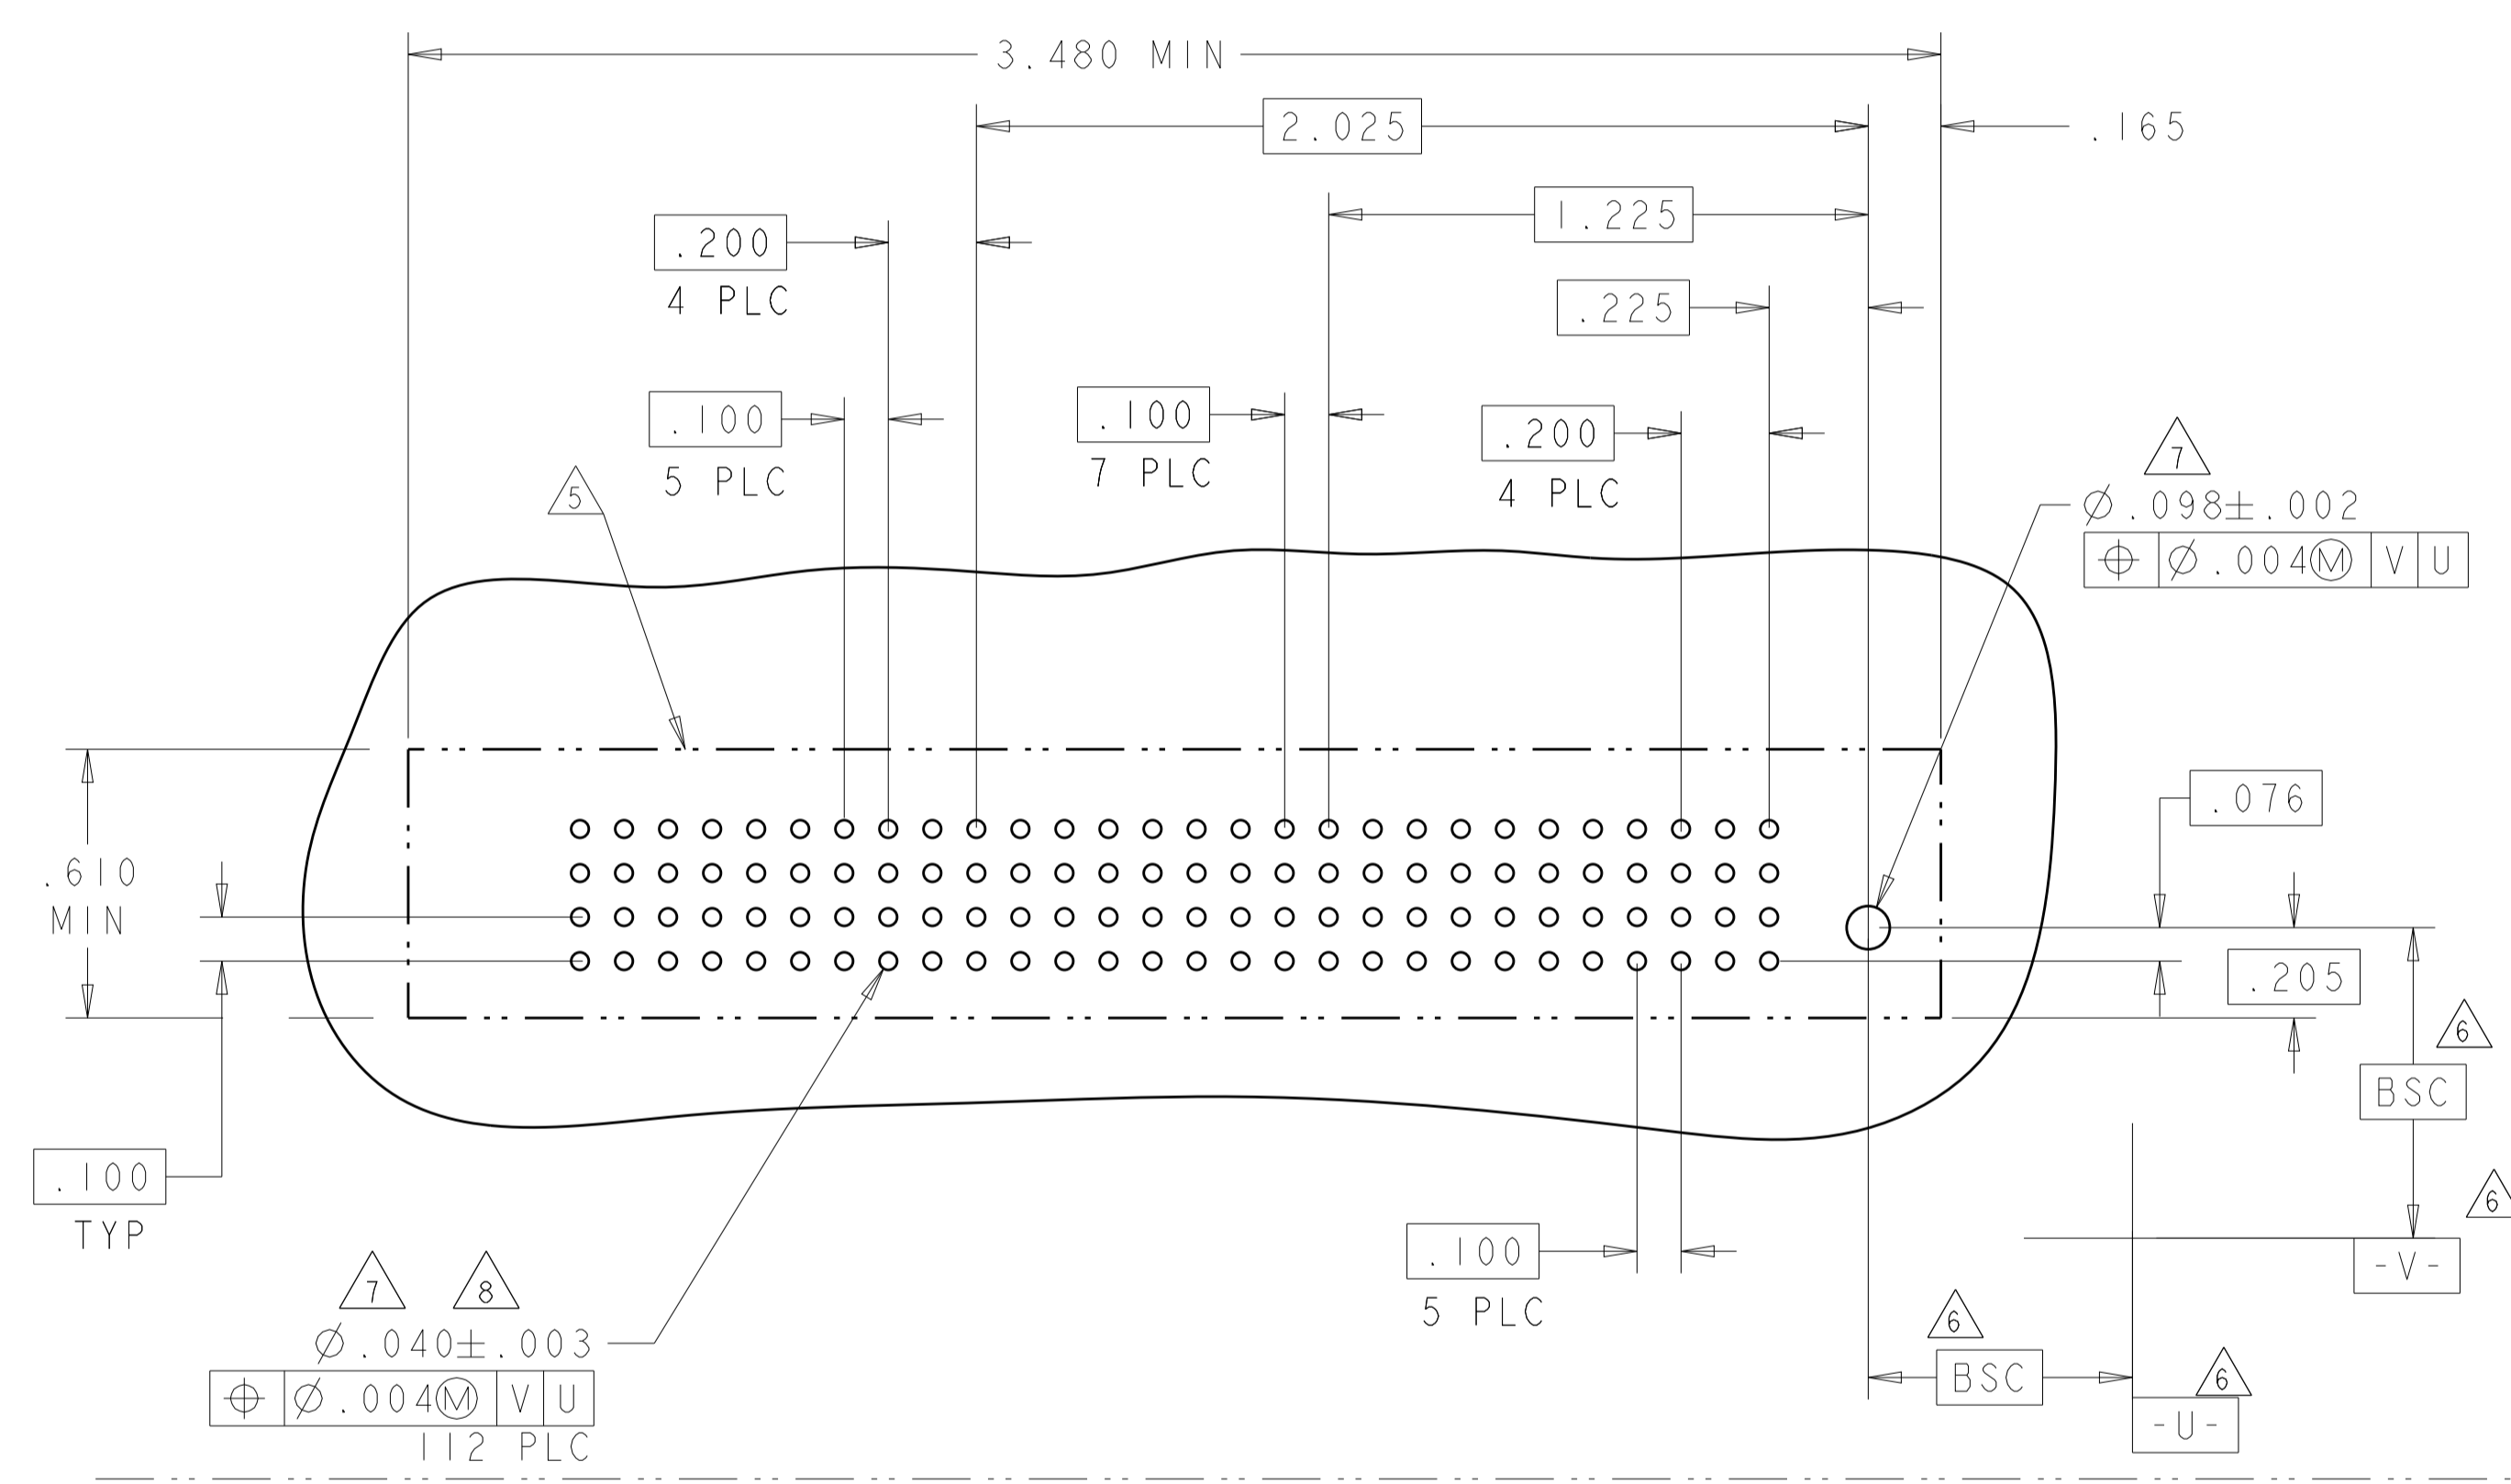 3.480 MIN
2.025
.165
1.225
.200
4 PLC
.225
.100
5 PLC
.100
7 PLC
.200
4 PLC
5
7
⌀.098±.002
⌖ ⌀.004Ⓜ V U
.076
.610
MIN
.205
6
BSC
.100
TYP
6
-V-
.100
5 PLC
7 8
⌀.040±.003
⌖ ⌀.004Ⓜ V U
112 PLC
6
BSC
6
-U-